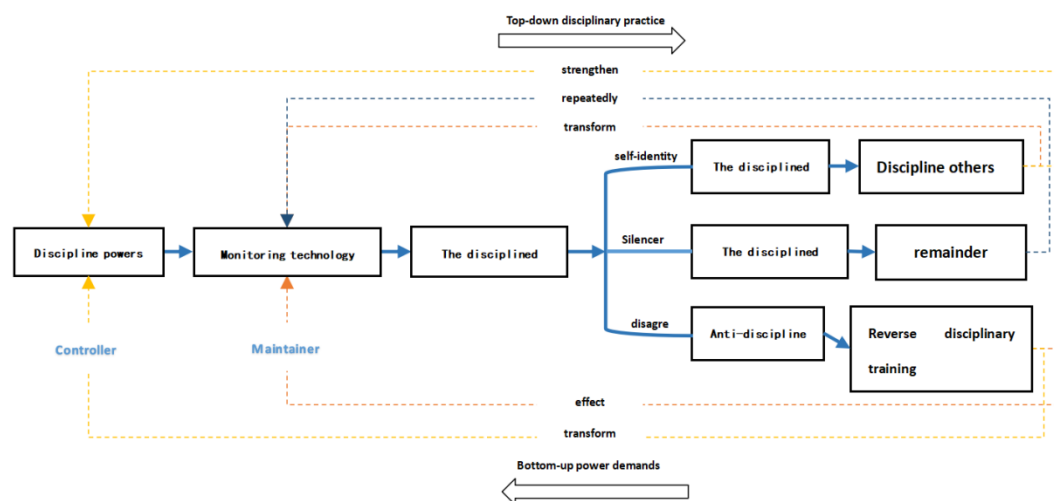 Top-down disciplinary practice
strengthen
repeatedly
transform
self-identity
The disciplined
Discipline others
Discipline powers
Monitoring technology
The disciplined
Silencer
The disciplined
remainder
disagre
Anti-discipline
Reverse disciplinary
training
Controller
Maintainer
effect
transform
Bottom-up power demands